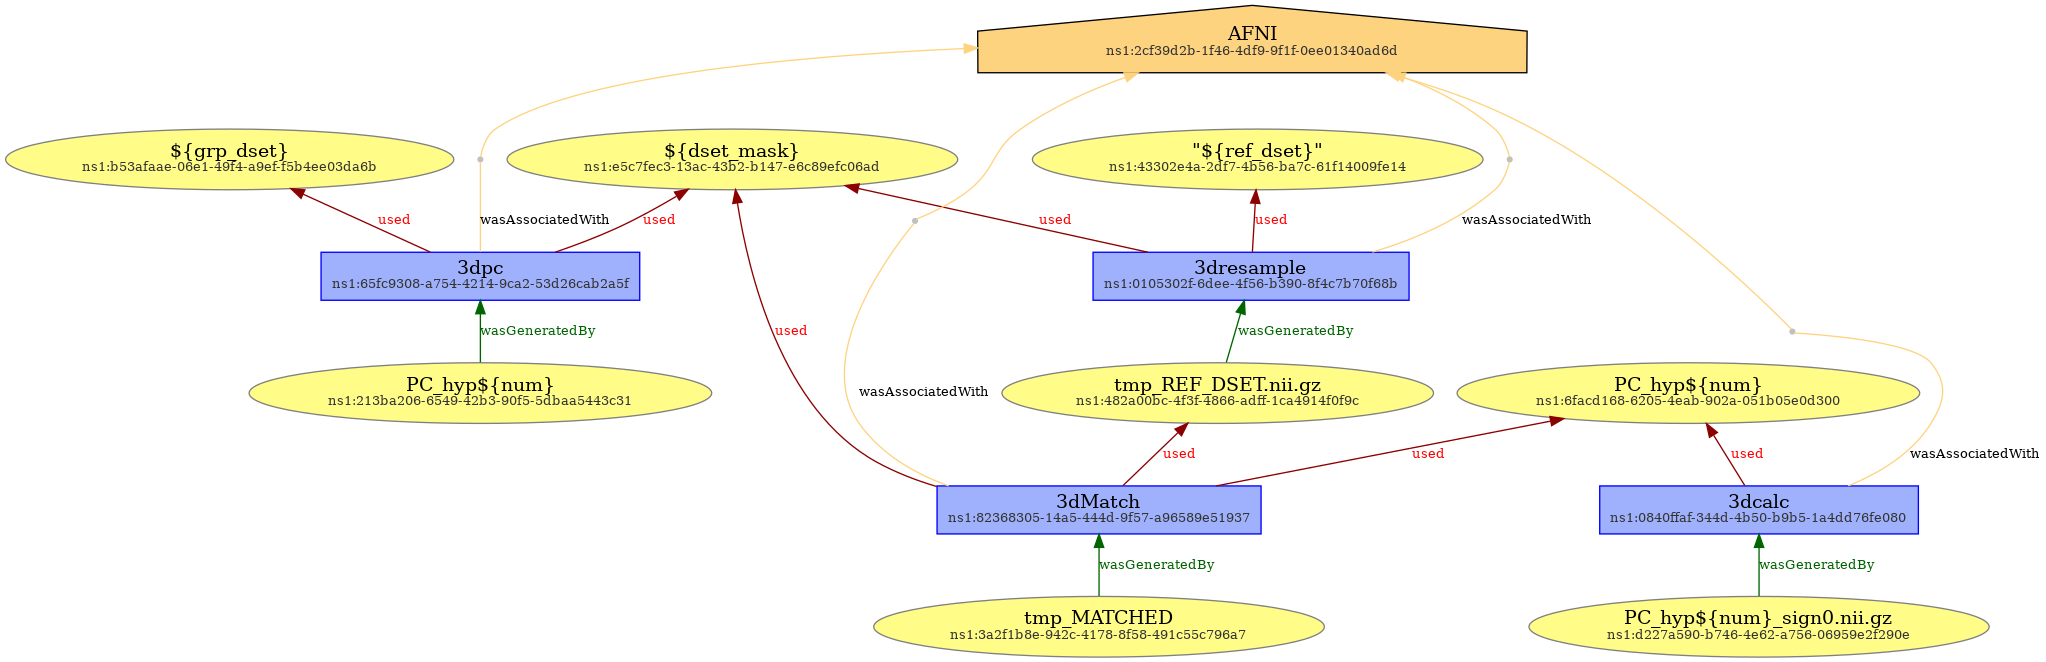 AFNI
ns1:2cf39d2b-1f46-4df9-9f1f-0ee01340ad6d
${grp_dset}
ns1:b53afaae-06e1-49f4-a9ef-f5b4ee03da6b
${dset_mask}
ns1:e5c7fec3-13ac-43b2-b147-e6c89efc06ad
"${ref_dset}"
ns1:43302e4a-2df7-4b56-ba7c-61f14009fe14
used
wasAssociatedWith
used
used
used
wasAssociatedWith
3dpc
ns1:65fc9308-a754-4214-9ca2-53d26cab2a5f
3dresample
ns1:0105302f-6dee-4f56-b390-8f4c7b70f68b
wasGeneratedBy
used
wasGeneratedBy
PC_hyp${num}
ns1:213ba206-6549-42b3-90f5-5dbaa5443c31
wasAssociatedWith
tmp_REF_DSET.nii.gz
ns1:482a00bc-4f3f-4866-adff-1ca4914f0f9c
PC_hyp${num}
ns1:6facd168-6205-4eab-902a-051b05e0d300
used
used
used
wasAssociatedWith
3dMatch
ns1:82368305-14a5-444d-9f57-a96589e51937
3dcalc
ns1:0840ffaf-344d-4b50-b9b5-1a4dd76fe080
wasGeneratedBy
wasGeneratedBy
tmp_MATCHED
ns1:3a2f1b8e-942c-4178-8f58-491c55c796a7
PC_hyp${num}_sign0.nii.gz
ns1:d227a590-b746-4e62-a756-06959e2f290e